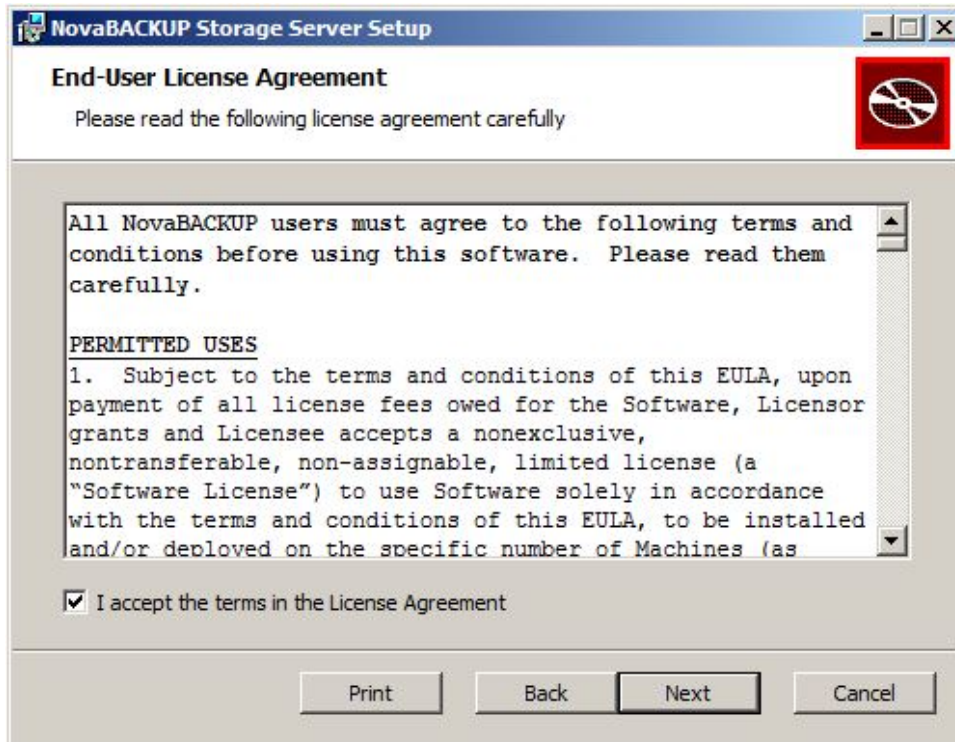 NovaBACKUP Storage Server Setup
End-User License Agreement
Please read the following license agreement carefully
All NovaBACKUP users must agree to the following terms and
conditions before using this software.  Please read them
carefully.
PERMITTED USES
1.  Subject to the terms and conditions of this EULA, upon
payment of all license fees owed for the Software, Licensor
grants and Licensee accepts a nonexclusive,
nontransferable, non-assignable, limited license (a
“Software License”) to use Software solely in accordance
with the terms and conditions of this EULA, to be installed
and/or deployed on the specific number of Machines (as
I accept the terms in the License Agreement
Print Back Next Cancel